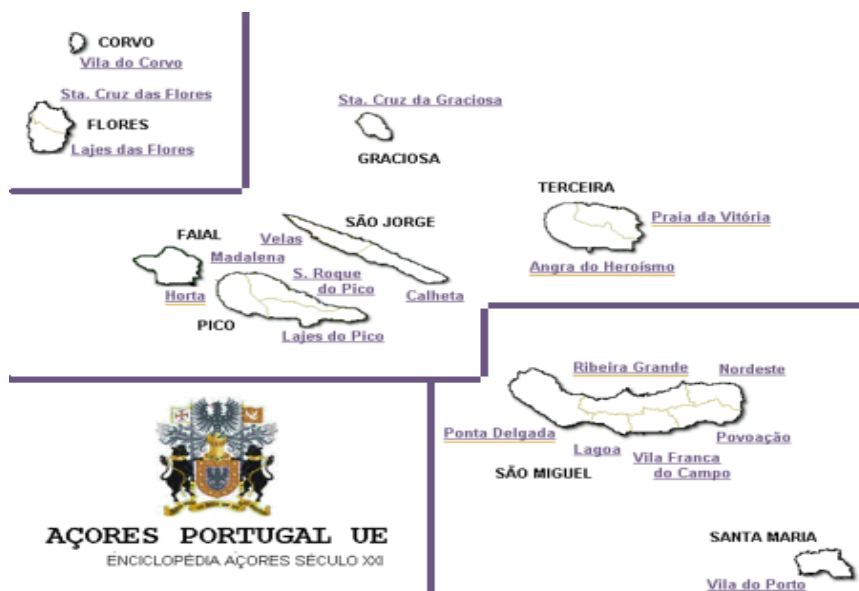 CORVO
Vila do Corvo
Sta. Cruz das Flores
FLORES
Lajes das Flores
Sta. Cruz da Graciosa
GRACIOSA
TERCEIRA
Praia da Vitória
Angra do Heroísmo
SÃO JORGE
Velas
Calheta
FAIAL
Horta
Madalena
S. Roque
do Pico
PICO
Lajes do Pico
Ribeira Grande
Nordeste
Ponta Delgada
Lagoa
Vila Franca
do Campo
Povoação
SÃO MIGUEL
SANTA MARIA
Vila do Porto
AÇORES PORTUGAL UE
ENCICLOPÉDIA AÇORES SÉCULO XXI